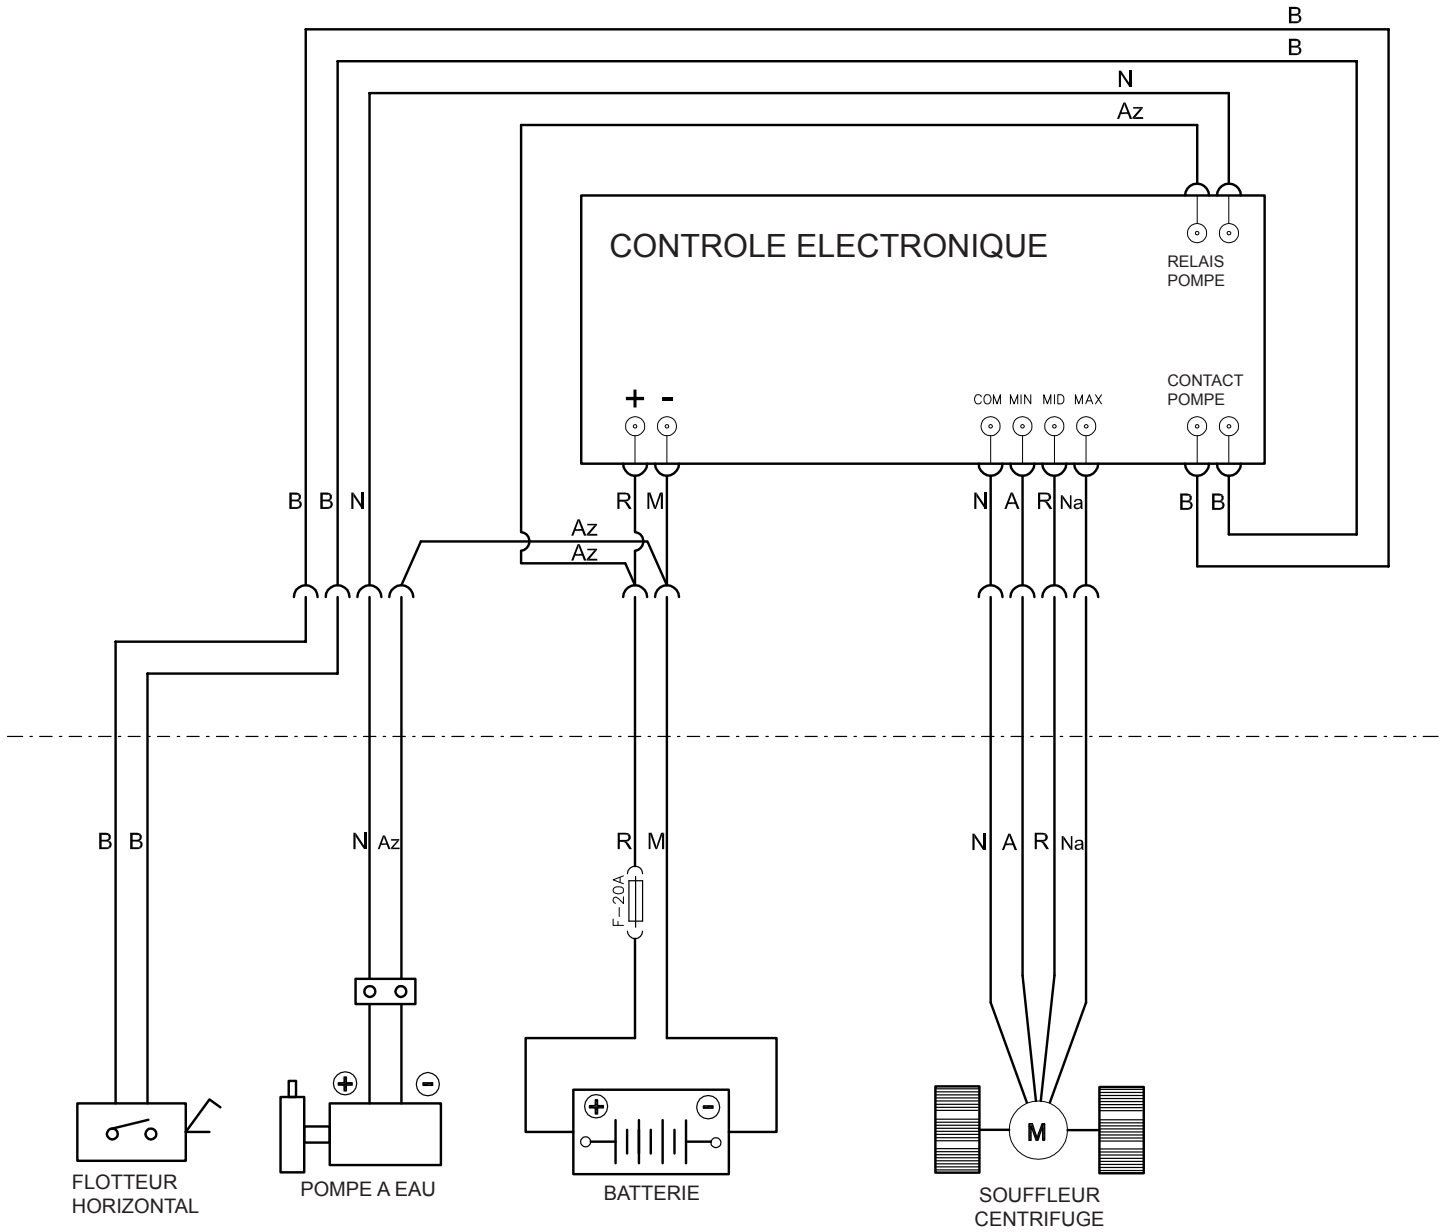 B
B
N
Az
CONTROLE ELECTRONIQUE
RELAIS
POMPE
CONTACT
POMPE
+ -
COM MIN MID MAX
B B N
R M
N A R Na
B B
Az
Az
B B
N Az
R M
N A R Na
F-20A
+ -
+ -
M
FLOTTEUR
HORIZONTAL
POMPE A EAU
BATTERIE
SOUFFLEUR
CENTRIFUGE